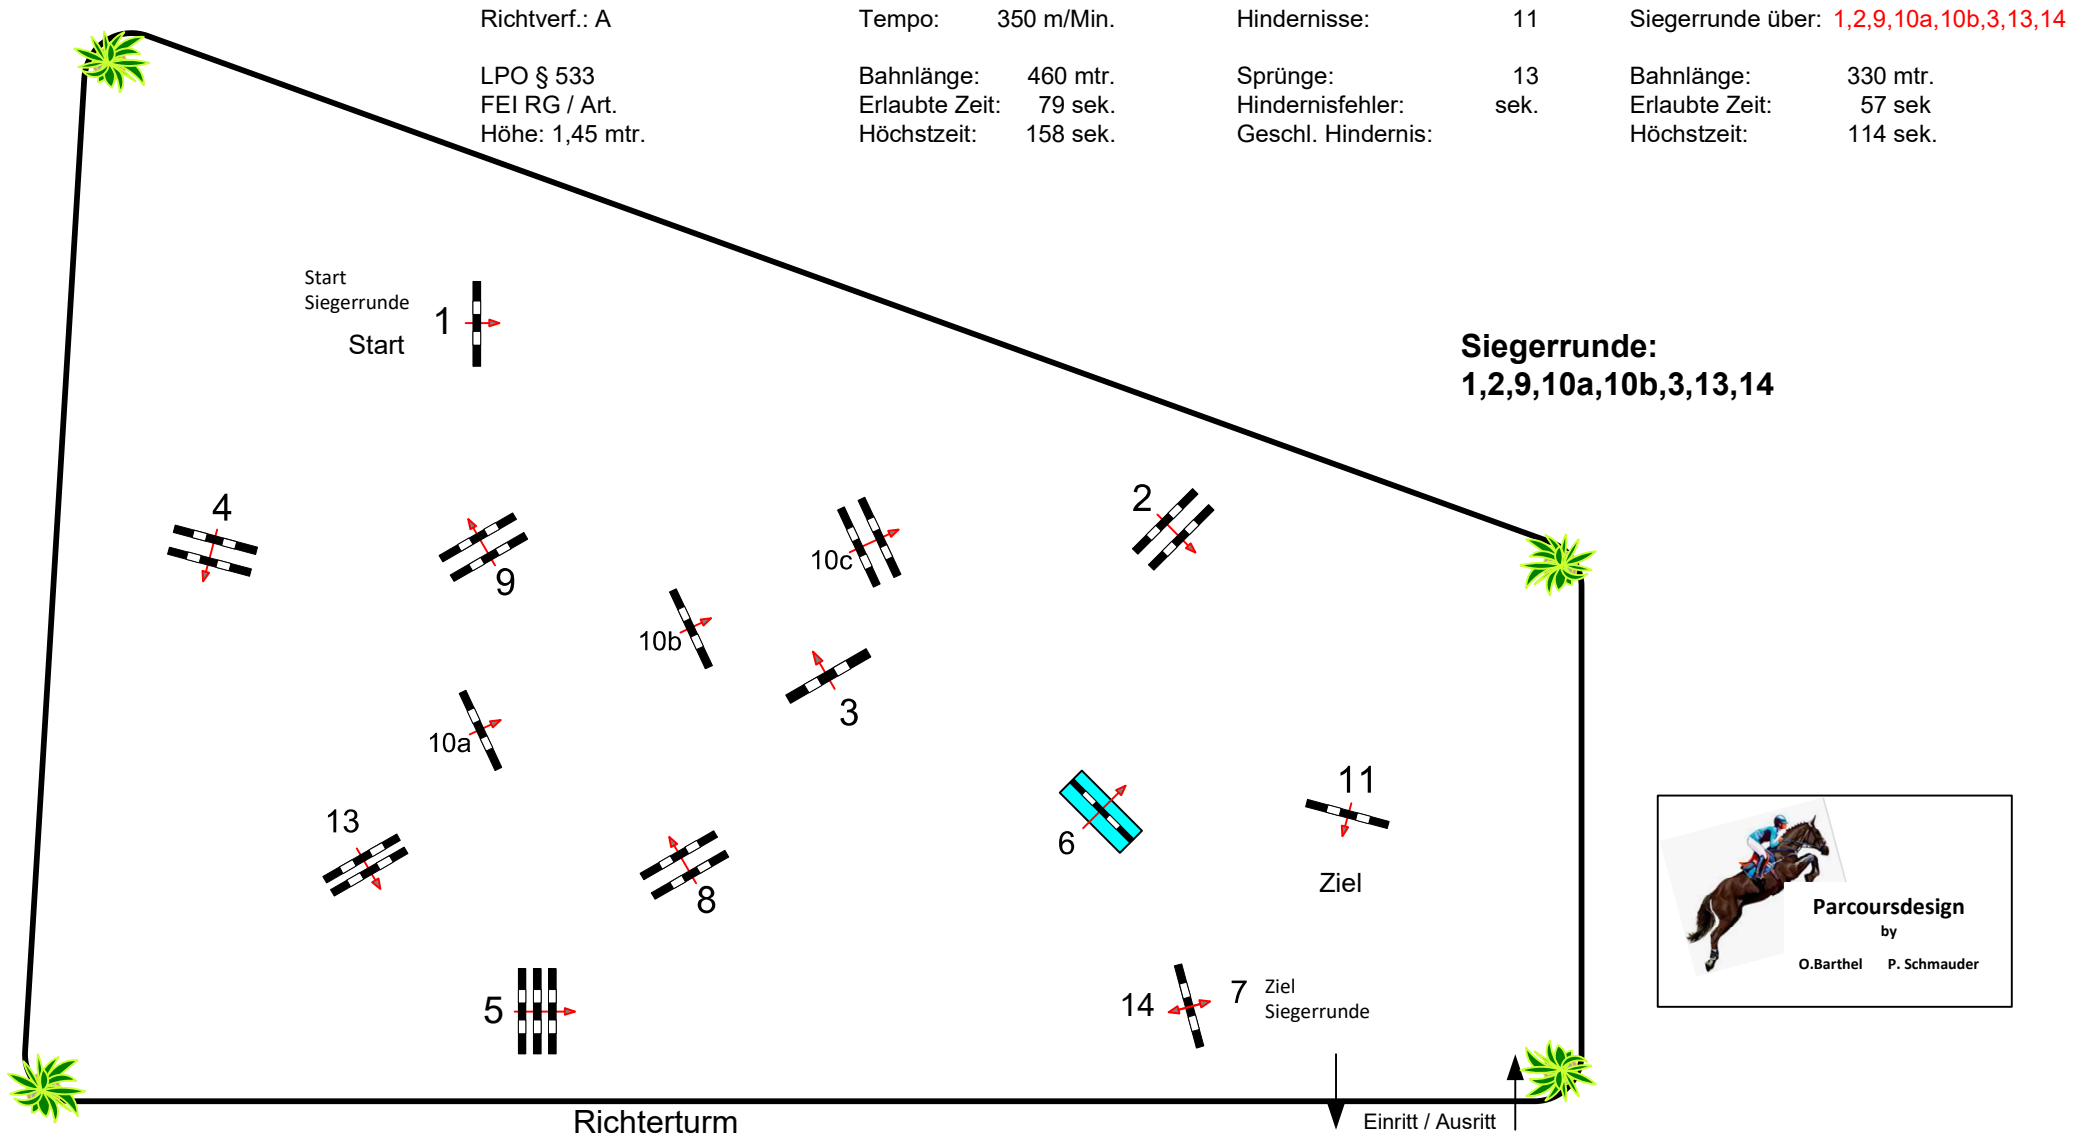 Richtverf.: A Tempo: 350 m/Min. Hindernisse: 11 Siegerrunde über: 1,2,9,10a,10b,3,13,14
LPO § 533 Bahnlänge: 460 mtr. Sprünge: 13 Bahnlänge: 330 mtr.
FEI RG / Art. Erlaubte Zeit: 79 sek. Hindernisfehler: sek. Erlaubte Zeit: 57 sek
Höhe: 1,45 mtr. Höchstzeit: 158 sek. Geschl. Hindernis: Höchstzeit: 114 sek.
Start
Siegerrunde
1
Start
Siegerrunde:
1,2,9,10a,10b,3,13,14
4
2
10c
9
10b
3
10a
11
13
6
Ziel
8
Parcoursdesign
by
O.Barthel P. Schmauder
5
14
7
Ziel
Siegerrunde
Richterturm
Einritt / Ausritt